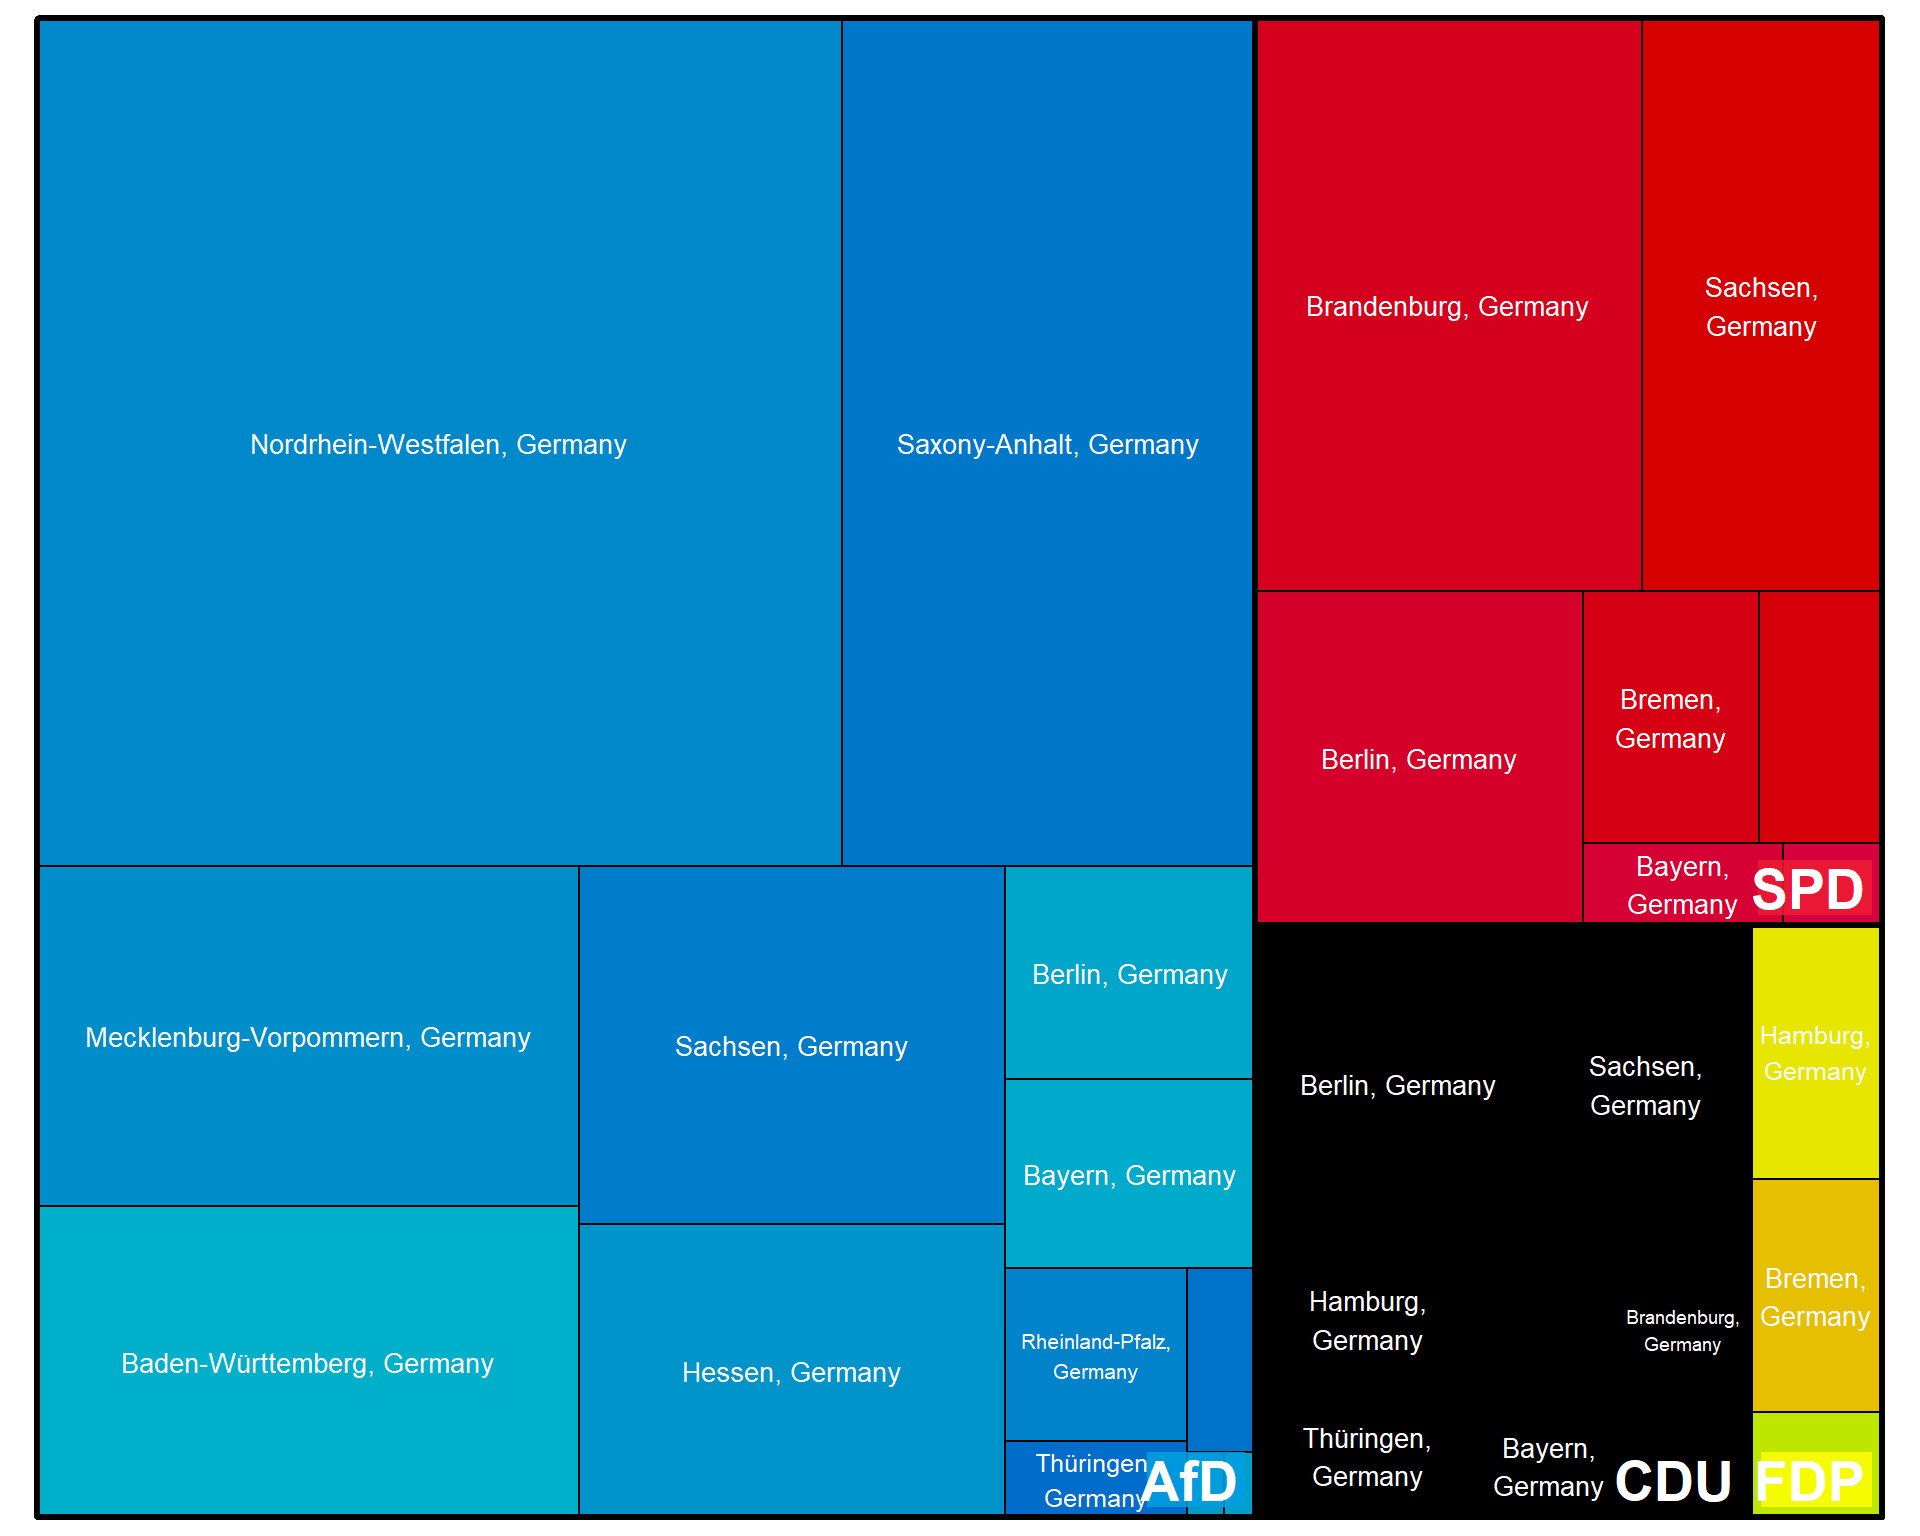 Nordrhein-Westfalen, Germany
Saxony-Anhalt, Germany
Mecklenburg-Vorpommern, Germany
Baden-Württemberg, Germany
Sachsen, Germany
Hessen, Germany
Berlin, Germany
Bayern, Germany
Rheinland-Pfalz,
Germany
Thüringen
Germany
AfD
Brandenburg, Germany
Sachsen,
Germany
Berlin, Germany
Bremen,
Germany
Bayern,
Germany
SPD
Berlin, Germany
Sachsen,
Germany
Hamburg,
Germany
Brandenburg,
Germany
Thüringen,
Germany
Bayern,
Germany
CDU
Hamburg,
Germany
Bremen,
Germany
FDP